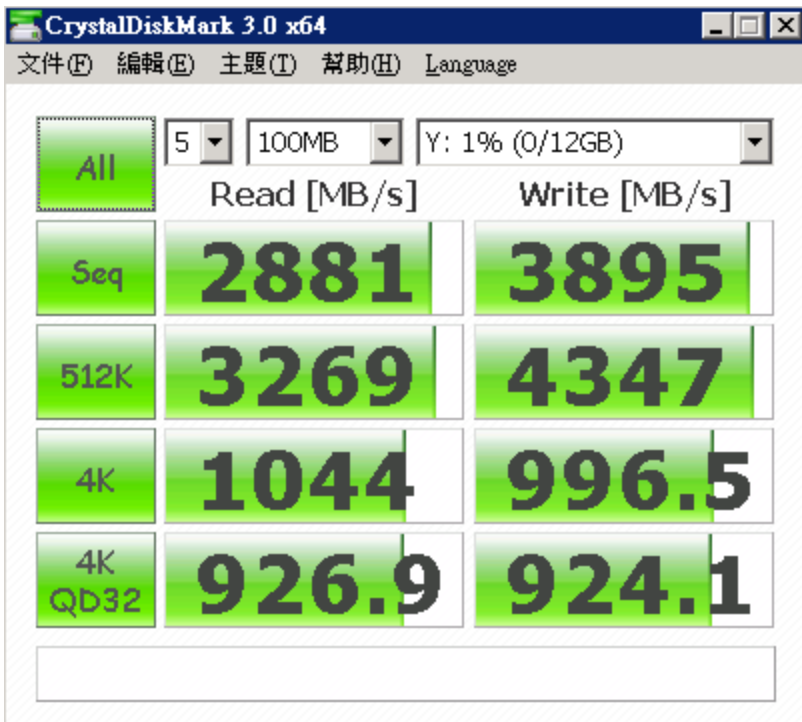 CrystalDiskMark 3.0 x64
文件(F) 編輯(E) 主題(T) 幫助(H) Language
All 5 100MB Y: 1% (0/12GB)
Read [MB/s] Write [MB/s]
Seq 2881 3895
512K 3269 4347
4K 1044 996.5
4K
QD32 926.9 924.1